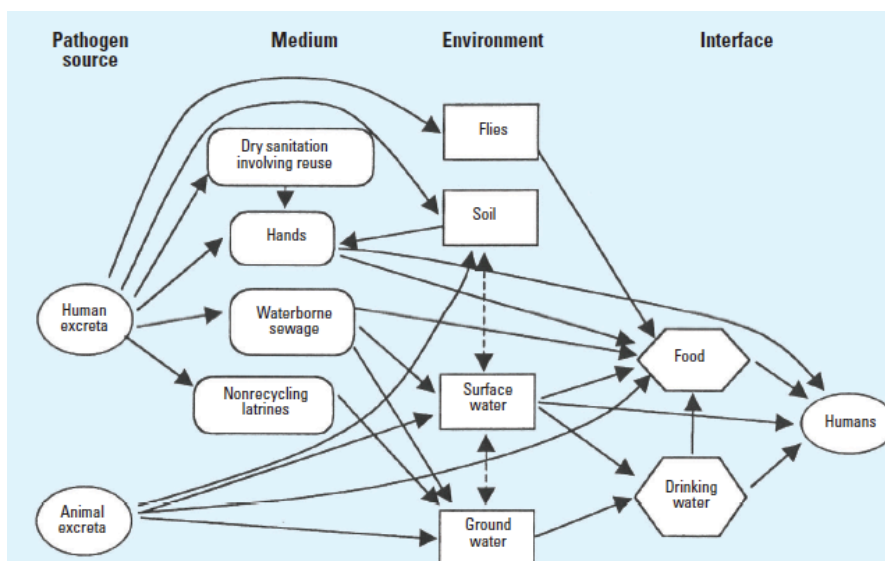 Pathogen
source
Medium
Environment
Interface
Flies
Dry sanitation
involving reuse
Soil
Hands
Human
excreta
Waterborne
sewage
Food
Nonrecycling
latrines
Surface
water
Humans
Animal
excreta
Drinking
water
Ground
water